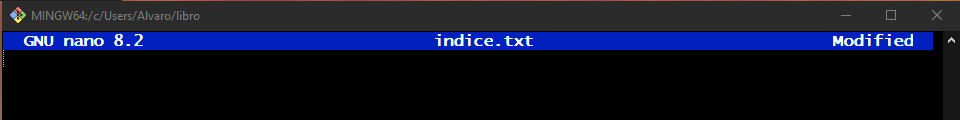 MINGW64:/c/Users/Alvaro/libro
GNU nano 8.2 indice.txt Modified